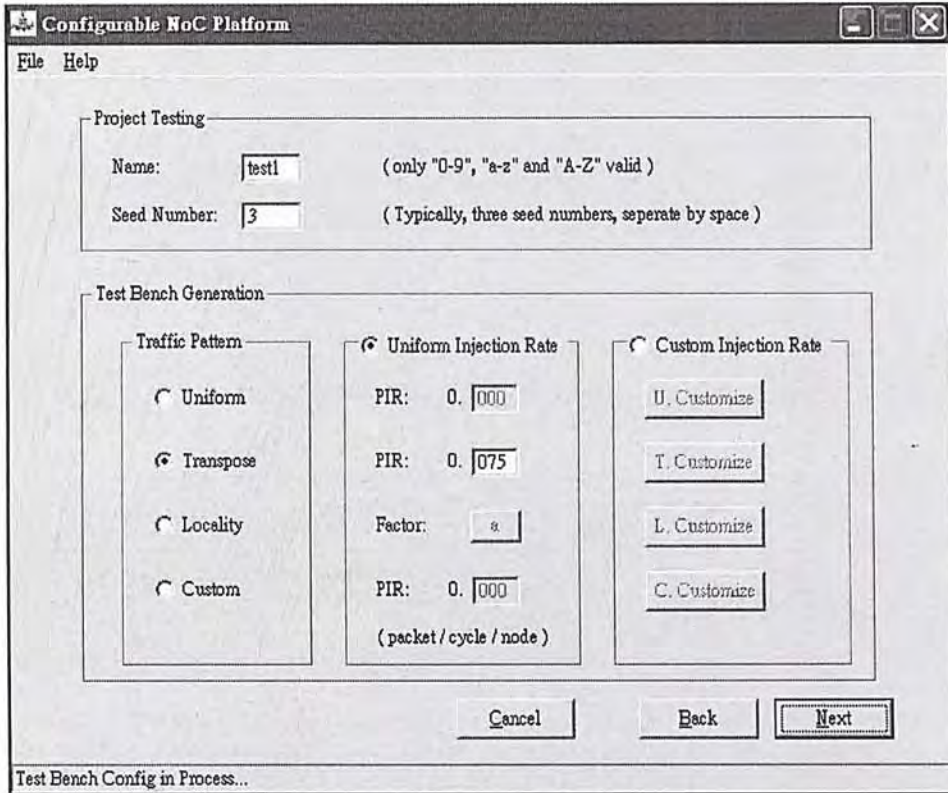 Configurable NoC Platform
File Help
Project Testing
Name: test1 ( only "0-9", "a-z" and "A-Z" valid )
Seed Number: 3 ( Typically, three seed numbers, seperate by space )
Test Bench Generation
Traffic Pattern
Uniform
Transpose
Locality
Custom
Uniform Injection Rate
PIR: 0. 000
PIR: 0. 075
Factor: a
PIR: 0. 000
( packet / cycle / node )
Custom Injection Rate
U. Customize
T. Customize
L. Customize
C. Customize
Cancel Back Next
Test Bench Config in Process...